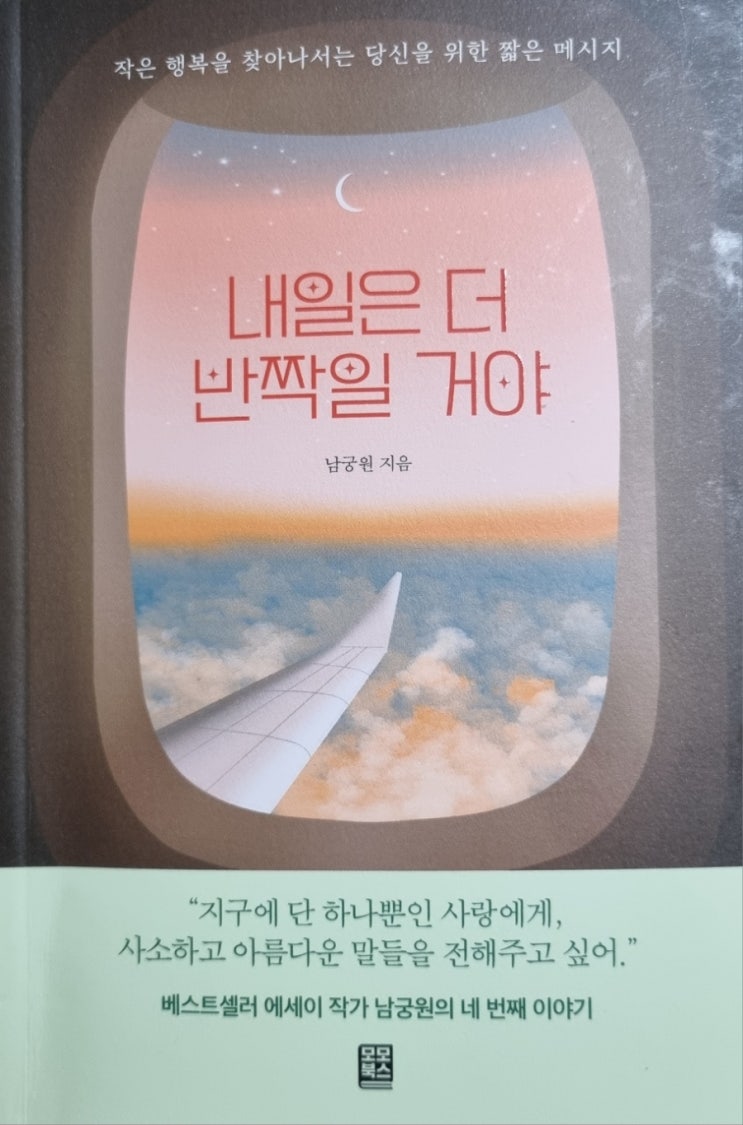 작은 행복을 찾아나서는 당신을 위한 짧은 메시지
내일은 더
반짝일 거야
남궁원 지음
“지구에 단 하나뿐인 사랑에게,
사소하고 아름다운 말들을 전해주고 싶어.”
베스트셀러 에세이 작가 남궁원의 네 번째 이야기
모모
북스